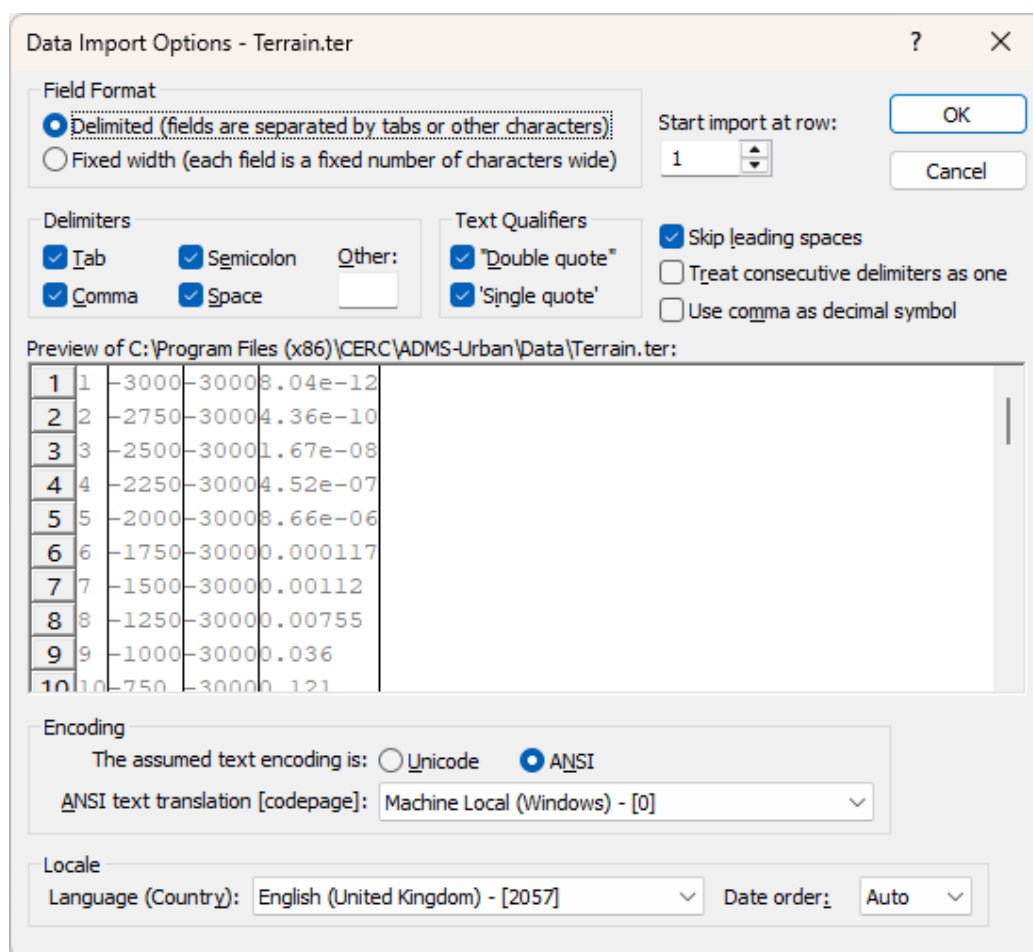 Data Import Options - Terrain.ter ? ×
Field Format
Delimited (fields are separated by tabs or other characters)
Fixed width (each field is a fixed number of characters wide)
Start import at row:
1
OK
Cancel
Delimiters
Tab Semicolon Other:
Comma Space
Text Qualifiers
"Double quote"
'Single quote'
Skip leading spaces
Treat consecutive delimiters as one
Use comma as decimal symbol
Preview of C:\Program Files (x86)\CERC\ADMS-Urban\Data\Terrain.ter:
1 1 -3000 -3000 8.04e-12
2 2 -2750 -3000 4.36e-10
3 3 -2500 -3000 1.67e-08
4 4 -2250 -3000 4.52e-07
5 5 -2000 -3000 8.66e-06
6 6 -1750 -3000 0.000117
7 7 -1500 -3000 0.00112
8 8 -1250 -3000 0.00755
9 9 -1000 -3000 0.036
10 10 -750 -3000 0.121
Encoding
The assumed text encoding is: Unicode ANSI
ANSI text translation [codepage]: Machine Local (Windows) - [0]
Locale
Language (Country): English (United Kingdom) - [2057] Date order: Auto